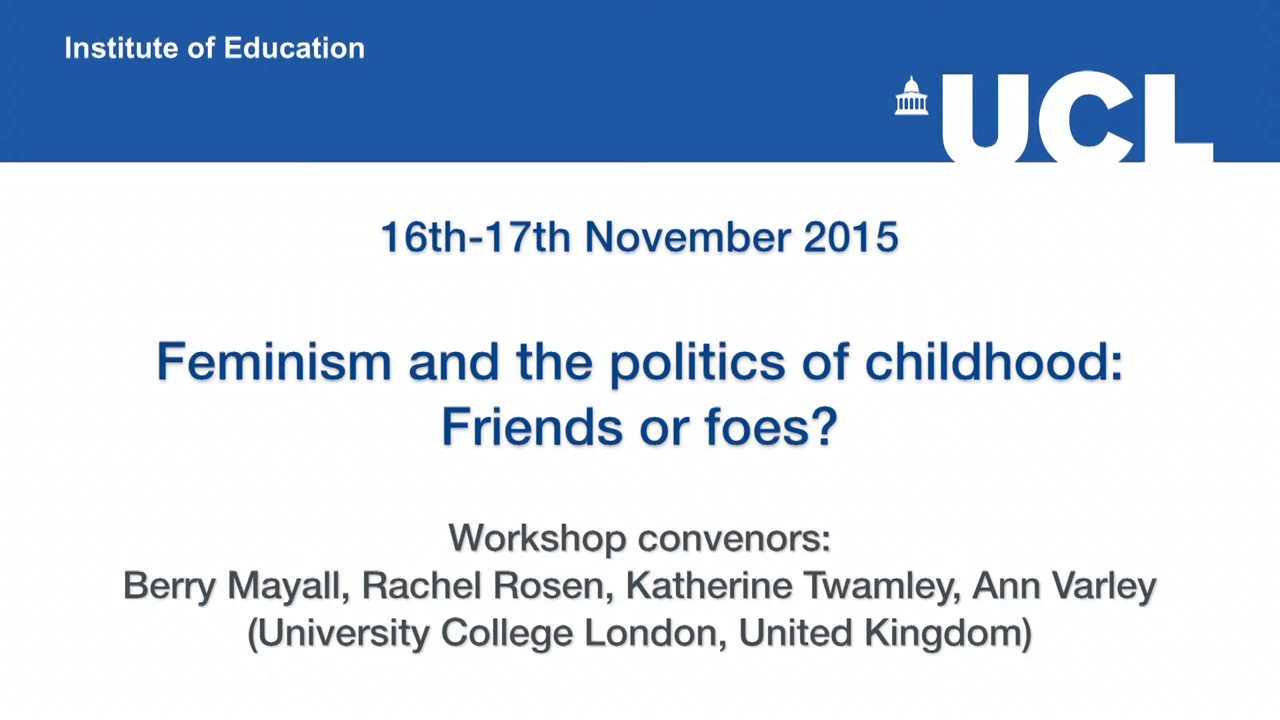 Institute of Education
UCL
16th-17th November 2015
Feminism and the politics of childhood:
Friends or foes?
Workshop convenors:
Berry Mayall, Rachel Rosen, Katherine Twamley, Ann Varley
(University College London, United Kingdom)